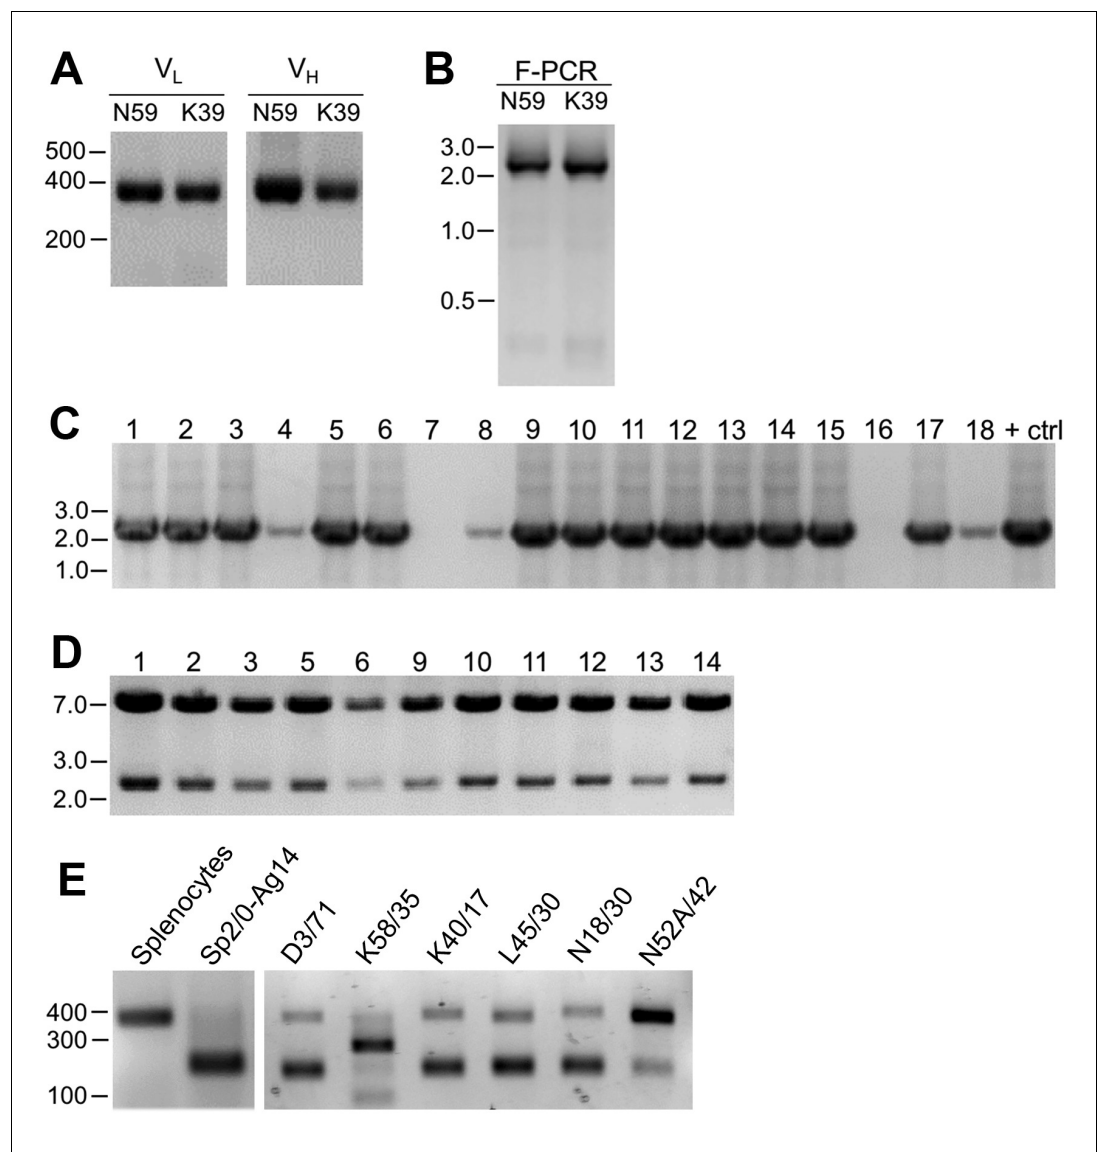 A
V_L
V_H
N59 K39
N59 K39
500
400
200
B
F-PCR
N59 K39
3.0
2.0
1.0
0.5
C
1 2 3 4 5 6 7 8 9 10 11 12 13 14 15 16 17 18 + ctrl
3.0
2.0
1.0
D
1 2 3 5 6 9 10 11 12 13 14
7.0
3.0
2.0
E
Splenocytes
Sp2/0-Ag14
D3/71
K58/35
K40/17
L45/30
N18/30
N52A/42
400
300
100